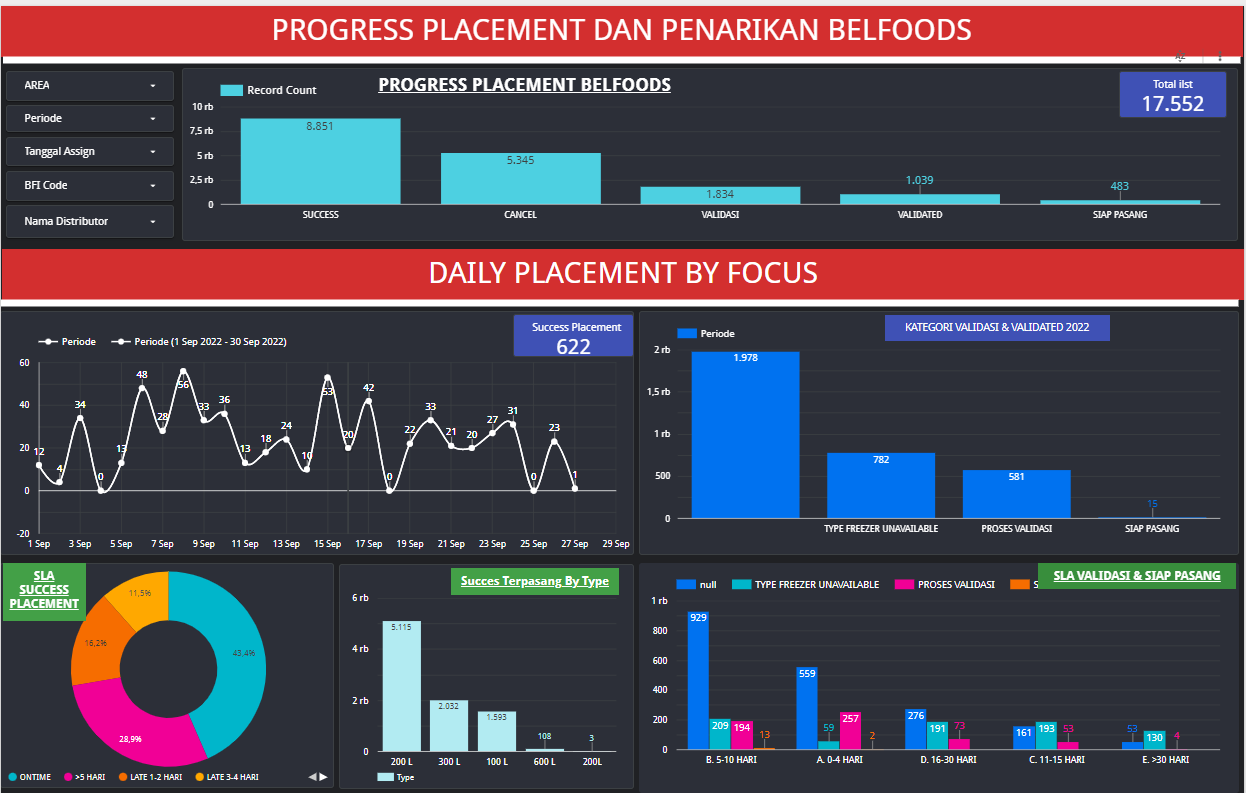 PROGRESS PLACEMENT DAN PENARIKAN BELFOODS
AREA
Periode
Tanggal Assign
BFI Code
Nama Distributor
Record Count
PROGRESS PLACEMENT BELFOODS
Total ilst
17.552
10 rb
7,5 rb
5 rb
2,5 rb
0
8.851
5.345
1.834
1.039
483
SUCCESS CANCEL VALIDASI VALIDATED SIAP PASANG
DAILY PLACEMENT BY FOCUS
Periode Periode (1 Sep 2022 - 30 Sep 2022)
Success Placement
622
60
40
20
0
-20
12 4 34 0 13 48 28 56 33 36 13 18 24 10 53 20 42 0 22 33 21 20 27 31 0 23 1
1 Sep 3 Sep 5 Sep 7 Sep 9 Sep 11 Sep 13 Sep 15 Sep 17 Sep 19 Sep 21 Sep 23 Sep 25 Sep 27 Sep 29 Sep
Periode
KATEGORI VALIDASI & VALIDATED 2022
2 rb
1,5 rb
1 rb
500
0
1.978
782
581
15
TYPE FREEZER UNAVAILABLE PROSES VALIDASI SIAP PASANG
SLA
SUCCESS
PLACEMENT
11,5%
16,2%
43,4%
28,9%
ONTIME >5 HARI LATE 1-2 HARI LATE 3-4 HARI
Succes Terpasang By Type
6 rb
4 rb
2 rb
0
5.115
2.032
1.593
108
3
200 L 300 L 100 L 600 L 200L
Type
null TYPE FREEZER UNAVAILABLE PROSES VALIDASI S
SLA VALIDASI & SIAP PASANG
1 rb
800
600
400
200
0
929 209 194 13
559 59 257 2
276 191 73
161 193 53
53 130 4
B. 5-10 HARI A. 0-4 HARI D. 16-30 HARI C. 11-15 HARI E. >30 HARI